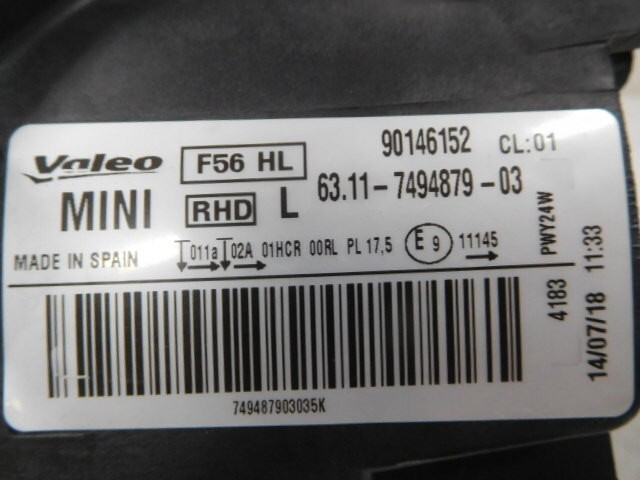 Valeo F56 HL 90146152 CL:01
MINI RHD L 63.11-7494879-03
MADE IN SPAIN 011a 02A 01HCR 00RL PL 17,5 E 9 11145
749487903035K
4183 PWY24W
14/07/18 11:33